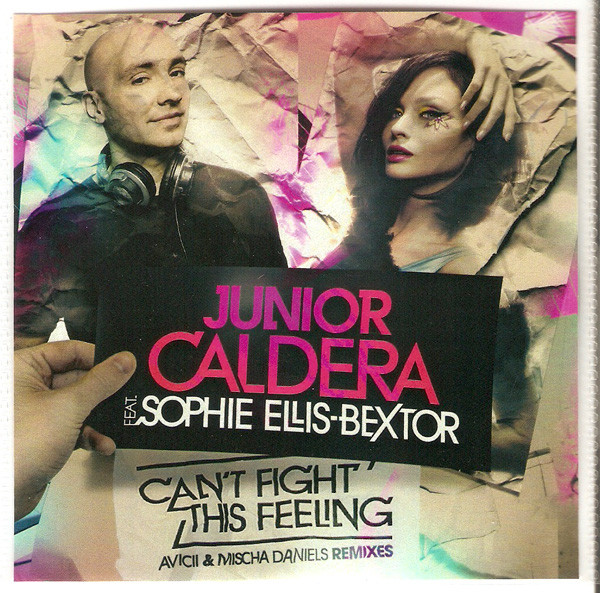 JUNIOR
CALDERA
FEAT. SOPHIE ELLIS-BEXTOR
CAN'T FIGHT
THIS FEELING
AVICII & MISCHA DANIELS REMIXES